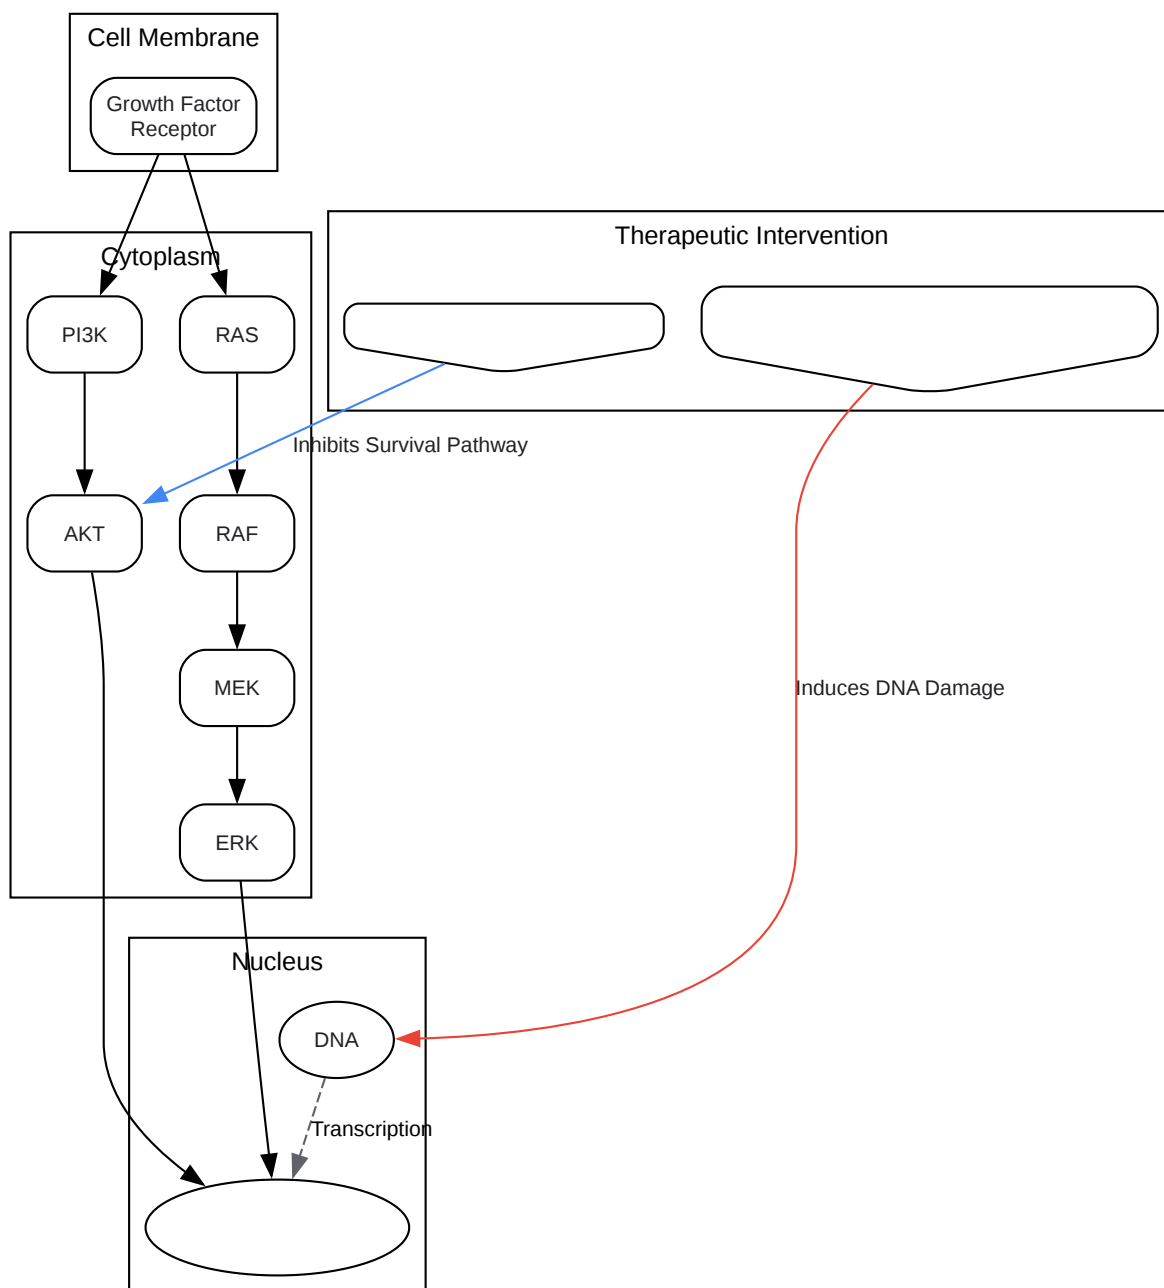 Cell Membrane
Growth Factor
Receptor
Cytoplasm
Therapeutic Intervention
PI3K
RAS
Inhibits Survival Pathway
AKT
RAF
MEK
Induces DNA Damage
ERK
Nucleus
DNA
Transcription